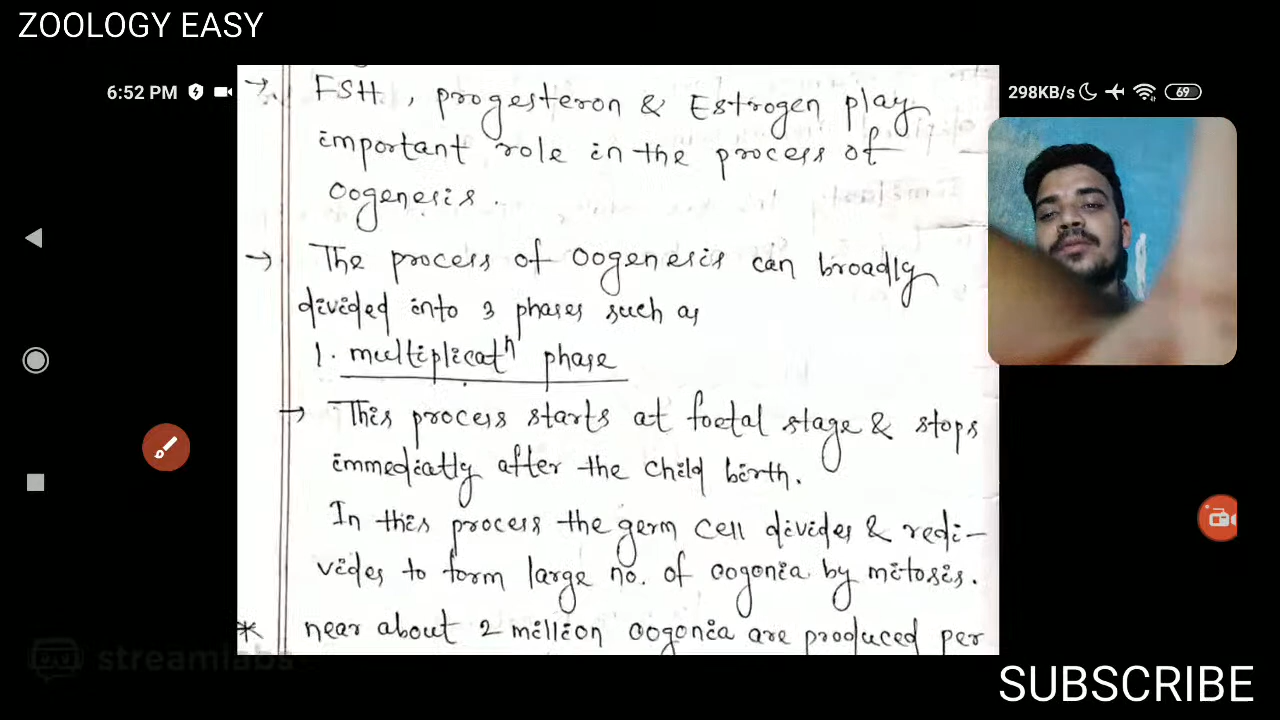 ZOOLOGY EASY
6:52 PM
298KB/s
69
→ FSH, progesteron & Estrogen play
important role in the process of
oogenesis.
→ The process of oogenesis can broadly
divided into 3 phases such as
1. multiplicatⁿ phase
→ This process starts at foetal stage & stops
immediatly after the child birth.
In this process the germ cell divides & redi-
vides to form large no. of oogonia by mitosis.
* near about 2 million oogonia are produced per
streamlabs
SUBSCRIBE